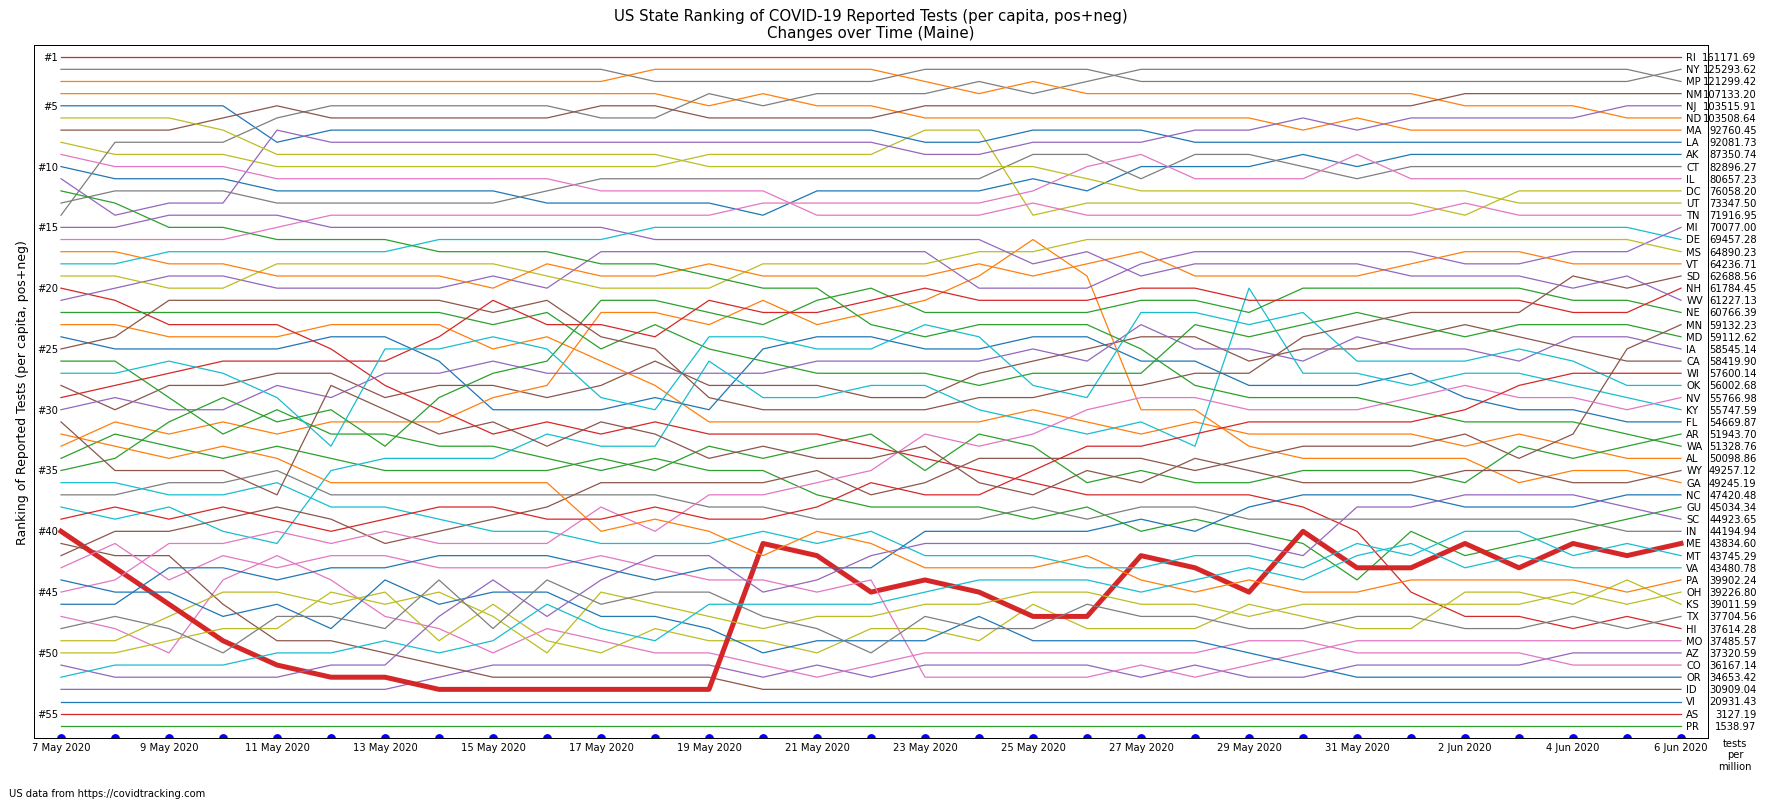 US State Ranking of COVID-19 Reported Tests (per capita, pos+neg)
Changes over Time (Maine)
Ranking of Reported Tests (per capita, pos+neg)
#1
#5
#10
#15
#20
#25
#30
#35
#40
#45
#50
#55
RI 161171.69
NY 125293.62
MP 121299.42
NM 107133.20
NJ 103515.91
ND 103508.64
MA 92760.45
LA 92081.73
AK 87350.74
CT 82896.27
IL 80657.23
DC 76058.20
UT 73347.50
TN 71916.95
MI 70077.00
DE 69457.28
MS 64890.23
VT 64236.71
SD 62688.56
NH 61784.45
WV 61227.13
NE 60766.39
MN 59132.23
MD 59112.62
IA 58545.14
CA 58419.90
WI 57600.14
OK 56002.68
NV 55766.98
KY 55747.59
FL 54669.87
AR 51943.70
WA 51328.76
AL 50098.86
WY 49257.12
GA 49245.19
NC 47420.48
GU 45034.34
SC 44923.65
IN 44194.94
ME 43834.60
MT 43745.29
VA 43480.78
PA 39902.24
OH 39226.80
KS 39011.59
TX 37704.56
HI 37614.28
MO 37485.57
AZ 37320.59
CO 36167.14
OR 34653.42
ID 30909.04
VI 20931.43
AS 3127.19
PR 1538.97
7 May 2020 9 May 2020 11 May 2020 13 May 2020 15 May 2020 17 May 2020 19 May 2020 21 May 2020 23 May 2020 25 May 2020 27 May 2020 29 May 2020 31 May 2020 2 Jun 2020 4 Jun 2020 6 Jun 2020
tests
per
million
US data from https://covidtracking.com